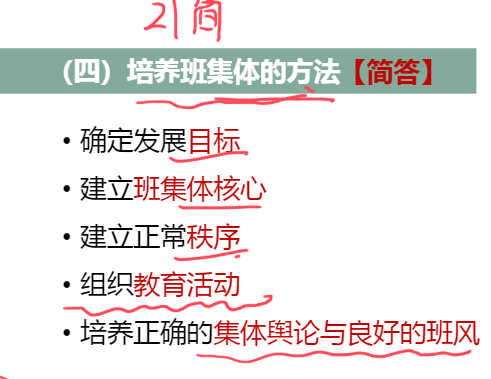 21简
(四) 培养班集体的方法【简答】
• 确定发展目标
• 建立班集体核心
• 建立正常秩序
• 组织教育活动
• 培养正确的集体舆论与良好的班风